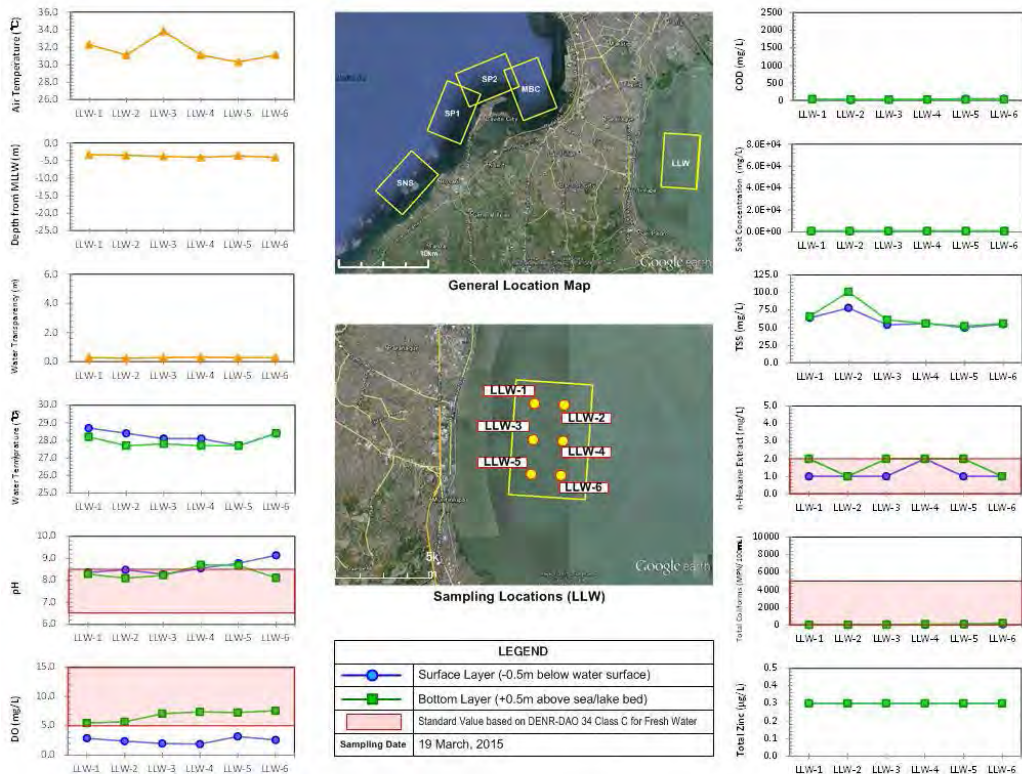 Air Temperature (℃)
36.0
34.0
32.0
30.0
28.0
26.0
LLW-1 LLW-2 LLW-3 LLW-4 LLW-5 LLW-6
Depth from MLLW (m)
0.0
-5.0
-10.0
-15.0
-20.0
-25.0
LLW-1 LLW-2 LLW-3 LLW-4 LLW-5 LLW-6
Water Transparency (m)
6.0
4.0
2.0
0.0
LLW-1 LLW-2 LLW-3 LLW-4 LLW-5 LLW-6
Water Temprature (℃)
30.0
29.0
28.0
27.0
26.0
25.0
LLW-1 LLW-2 LLW-3 LLW-4 LLW-5 LLW-6
pH
10.0
9.0
8.0
7.0
6.0
LLW-1 LLW-2 LLW-3 LLW-4 LLW-5 LLW-6
DO (mg/L)
15.0
10.0
5.0
0.0
LLW-1 LLW-2 LLW-3 LLW-4 LLW-5 LLW-6
SP2
MBC
SP1
Cavite City
LLW
SNS
10km
Google earth
General Location Map
LLW-1
LLW-2
LLW-3
LLW-4
LLW-5
LLW-6
5k
Google earth
Sampling Locations (LLW)
LEGEND
Surface Layer (-0.5m below water surface)
Bottom Layer (+0.5m above sea/lake bed)
Standard Value based on DENR-DAO 34 Class C for Fresh Water
Sampling Date 19 March, 2015
COD (mg/L)
2500
2000
1500
1000
500
0
LLW-1 LLW-2 LLW-3 LLW-4 LLW-5 LLW-6
Solt Concentration (mg/L)
8.0E+04
6.0E+04
4.0E+04
2.0E+04
0.0E+00
LLW-1 LLW-2 LLW-3 LLW-4 LLW-5 LLW-6
TSS (mg/L)
125.0
100.0
75.0
50.0
25.0
0.0
LLW-1 LLW-2 LLW-3 LLW-4 LLW-5 LLW-6
n-Hexane Extract (mg/L)
5.0
4.0
3.0
2.0
1.0
0.0
LLW-1 LLW-2 LLW-3 LLW-4 LLW-5 LLW-6
Total Coliforms (MPN/100mL)
10000
8000
6000
4000
2000
0
LLW-1 LLW-2 LLW-3 LLW-4 LLW-5 LLW-6
Total Zinc (µg/L)
0.5
0.4
0.3
0.2
0.1
0.0
LLW-1 LLW-2 LLW-3 LLW-4 LLW-5 LLW-6